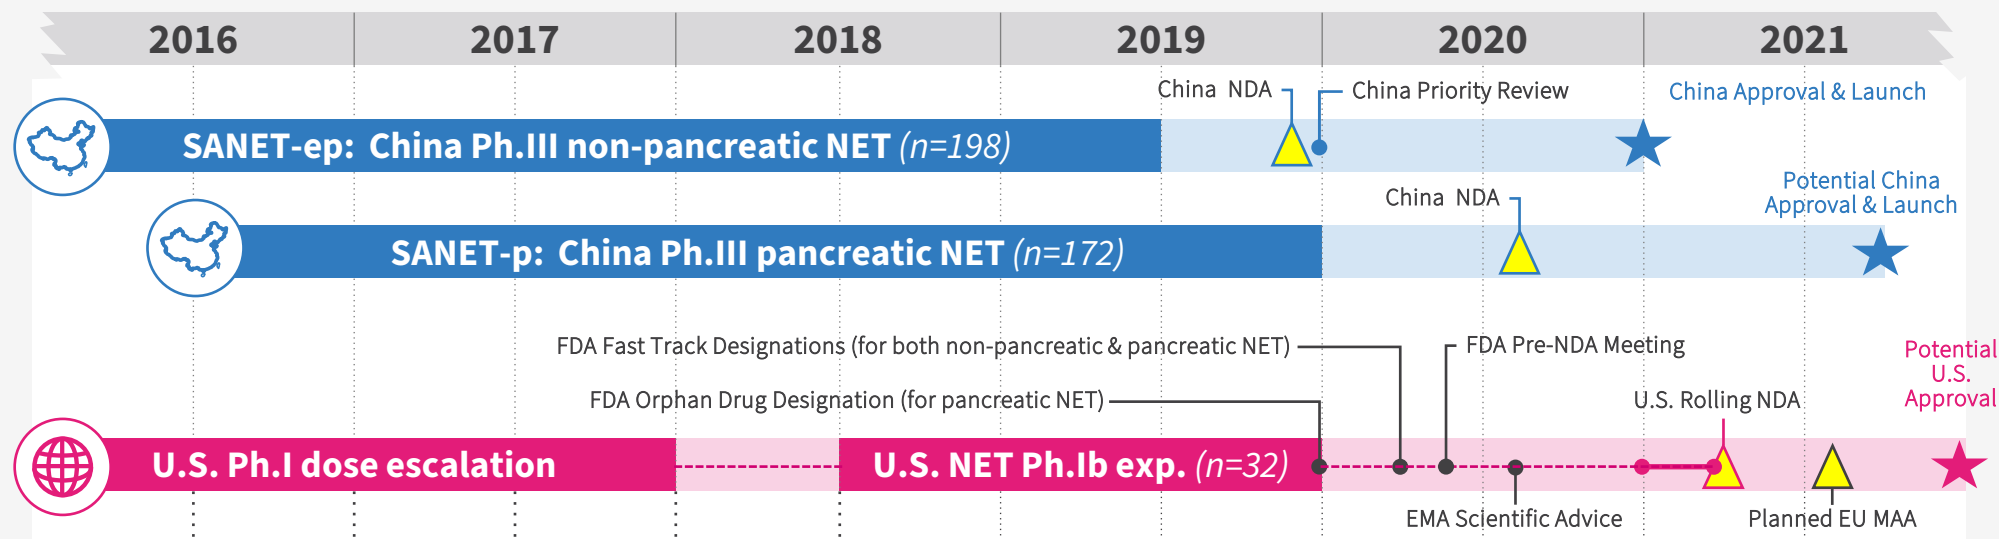 2016 2017 2018 2019 2020 2021
China NDA China Priority Review China Approval & Launch
SANET-ep: China Ph.III non-pancreatic NET (n=198)
Potential China
Approval & Launch
China NDA
SANET-p: China Ph.III pancreatic NET (n=172)
FDA Fast Track Designations (for both non-pancreatic & pancreatic NET) FDA Pre-NDA Meeting
Potential
U.S.
Approval
FDA Orphan Drug Designation (for pancreatic NET) U.S. Rolling NDA
U.S. Ph.I dose escalation U.S. NET Ph.Ib exp. (n=32)
EMA Scientific Advice Planned EU MAA